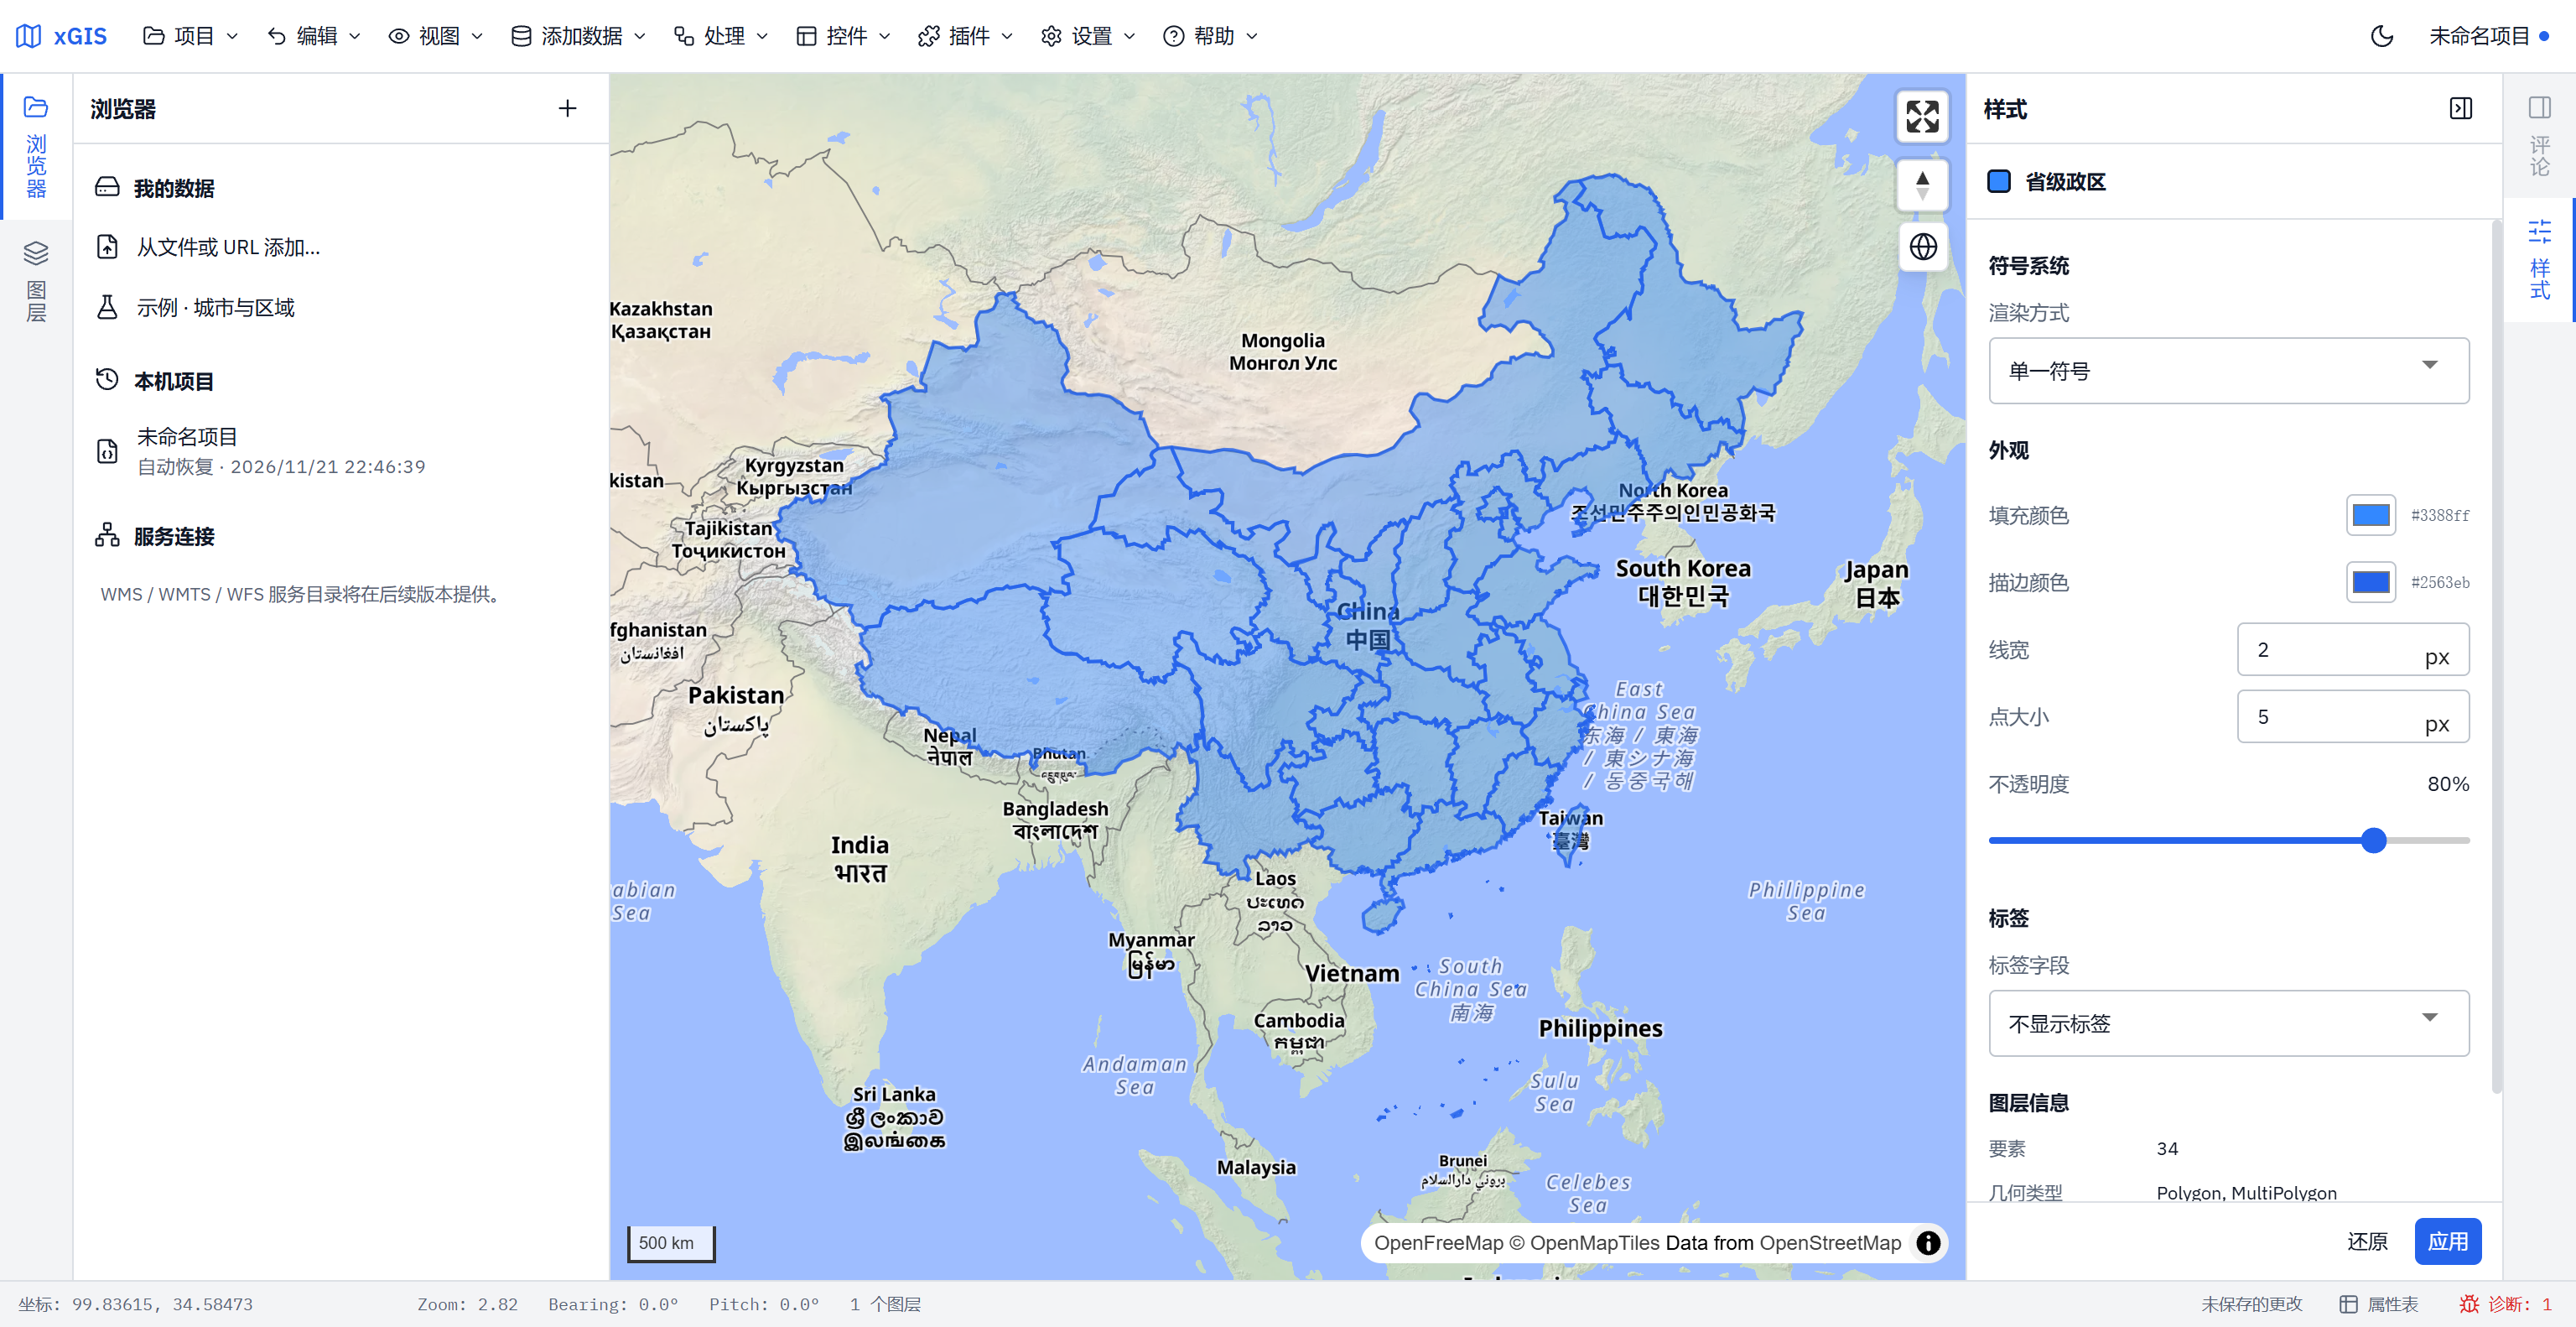 xGIS
项目
编辑
视图
添加数据
处理
控件
插件
设置
帮助
未命名项目
浏览器
图层
浏览器
我的数据
从文件或 URL 添加...
示例 · 城市与区域
本机项目
未命名项目
自动恢复 · 2026/11/21 22:46:39
服务连接
WMS / WMTS / WFS 服务目录将在后续版本提供。
Kazakhstan
Қазақстан
Mongolia
Монгол Улс
Kyrgyzstan
Кыргызстан
kistan
Tajikistan
Тоҷикистон
North Korea
조선민주주의인민공화국
South Korea
대한민국
Japan
日本
China
中国
fghanistan
افغانستان
Pakistan
پاکستان
East
China Sea
东海 / 東海
/ 東シナ海
/ 동중국해
Nepal
नेपाल
Bhutan
Bangladesh
বাংলাদেশ
Taiwan
臺灣
India
भारत
Laos
ປະເທດ
ລາວ
abian
Sea
Philippine
Sea
Myanmar
မြန်မာ
Vietnam
South
China Sea
南海
Cambodia
កម្ពុជា
Philippines
Andaman
Sea
Sulu
Sea
Sri Lanka
ශ්‍රී ලංකාව
இலங்கை
Malaysia
Brunei
بروني دارالسلام
Celebes
Sea
500 km
OpenFreeMap © OpenMapTiles Data from OpenStreetMap
样式
省级政区
符号系统
渲染方式
单一符号
外观
填充颜色 #3388ff
描边颜色 #2563eb
线宽 2 px
点大小 5 px
不透明度 80%
标签
标签字段
不显示标签
图层信息
要素 34
几何类型 Polygon, MultiPolygon
还原
应用
评论
样式
坐标: 99.83615, 34.58473
Zoom: 2.82
Bearing: 0.0°
Pitch: 0.0°
1 个图层
未保存的更改
属性表
诊断: 1